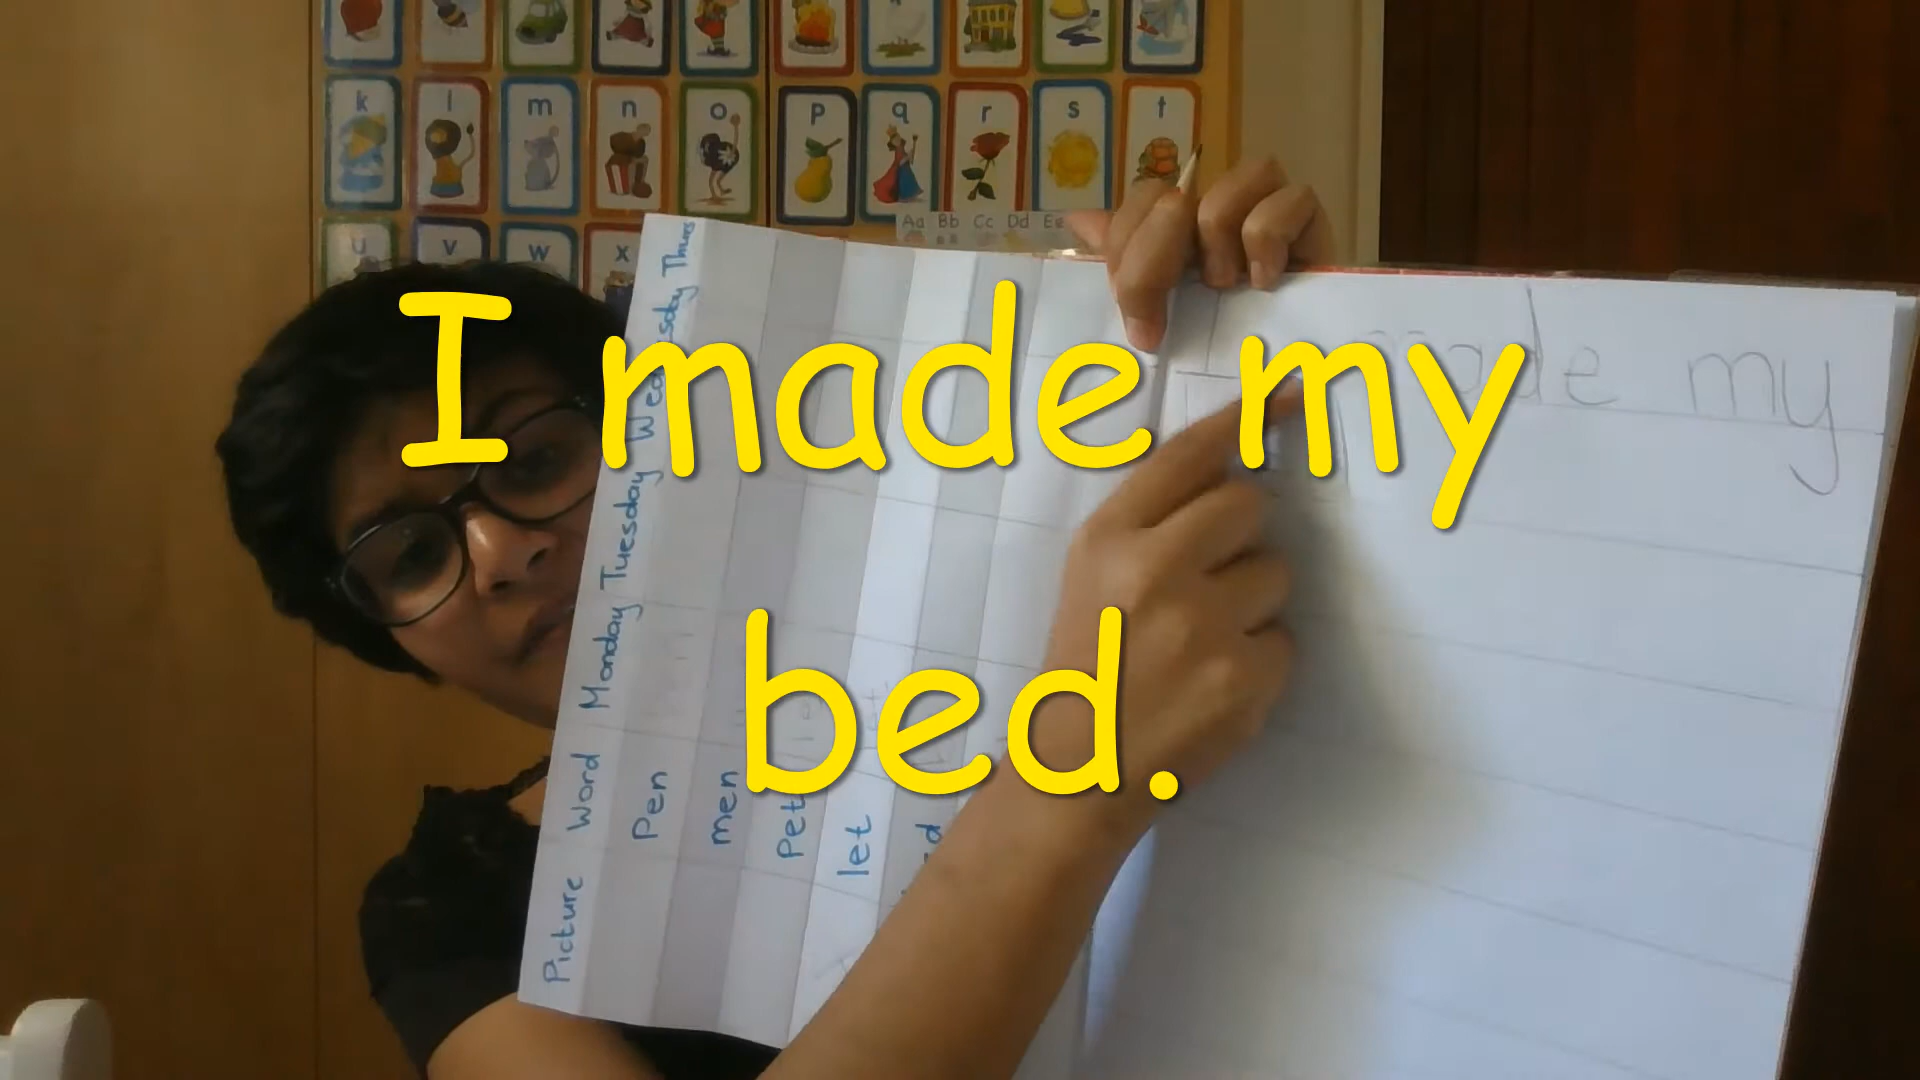 k l m n o p q r s t
u v w x
Aa Bb Cc Dd Ee
I made my
bed.
made my
Picture Word Monday Tuesday Wednesday Thurs
Pen
men
Pet
let